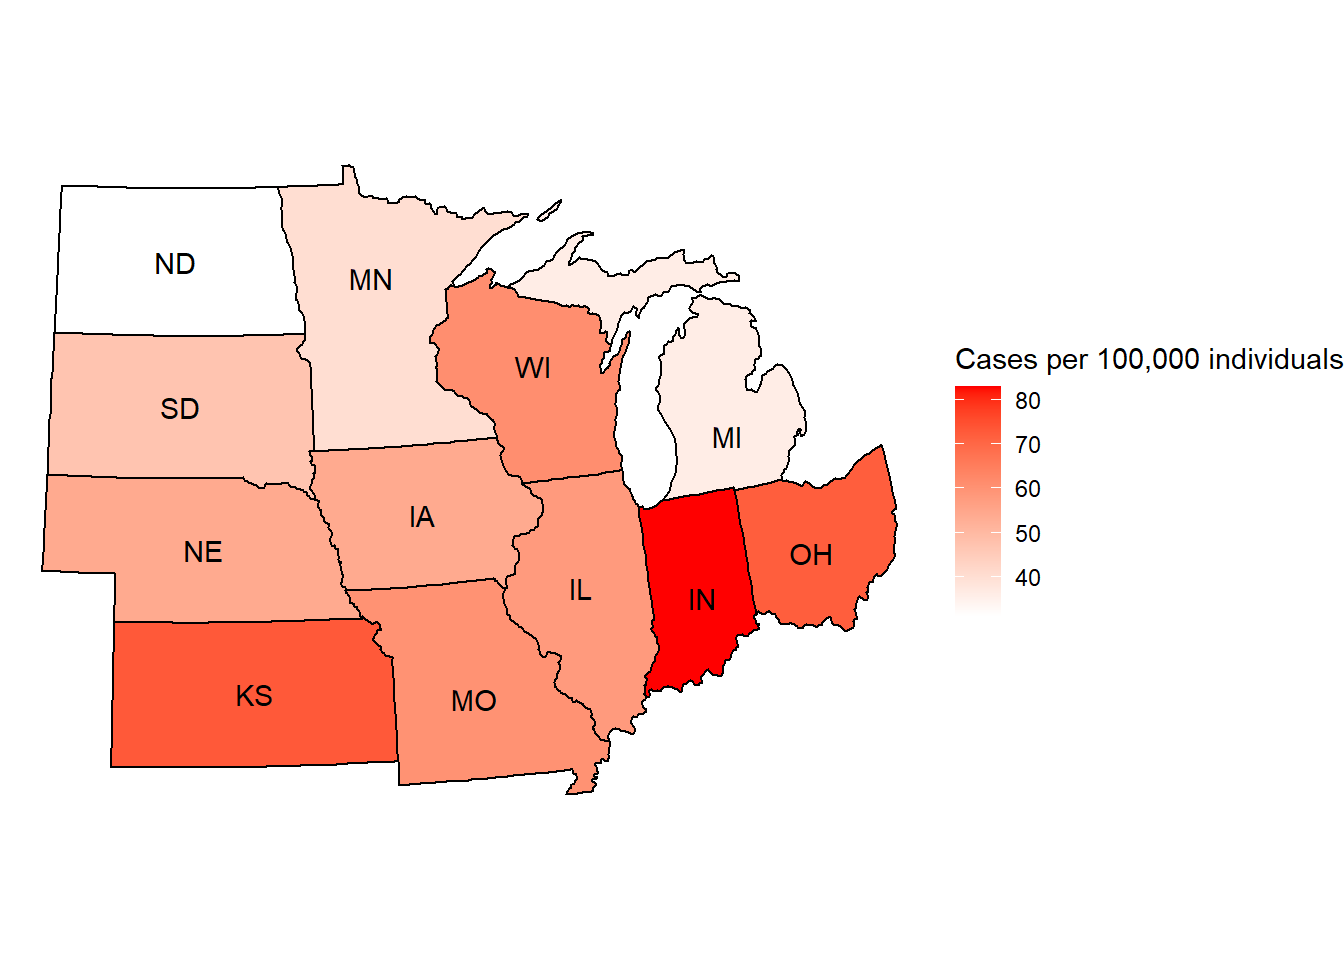 ND
MN
WI
SD
MI
IA
NE
OH
IL
IN
KS
MO
Cases per 100,000 individuals
80
70
60
50
40